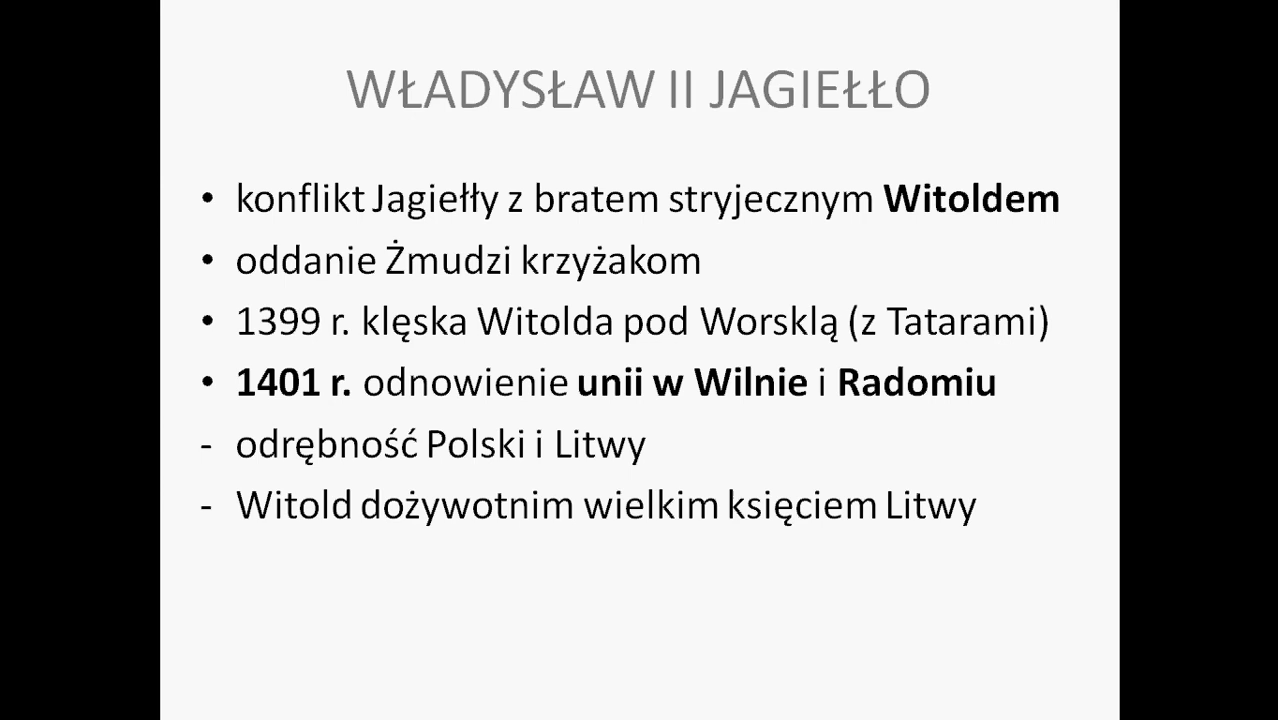 WŁADYSŁAW II JAGIEŁŁO
• konflikt Jagiełły z bratem stryjecznym Witoldem
• oddanie Żmudzi krzyżakom
• 1399 r. klęska Witolda pod Worsklą (z Tatarami)
• 1401 r. odnowienie unii w Wilnie i Radomiu
- odrębność Polski i Litwy
- Witold dożywotnim wielkim księciem Litwy